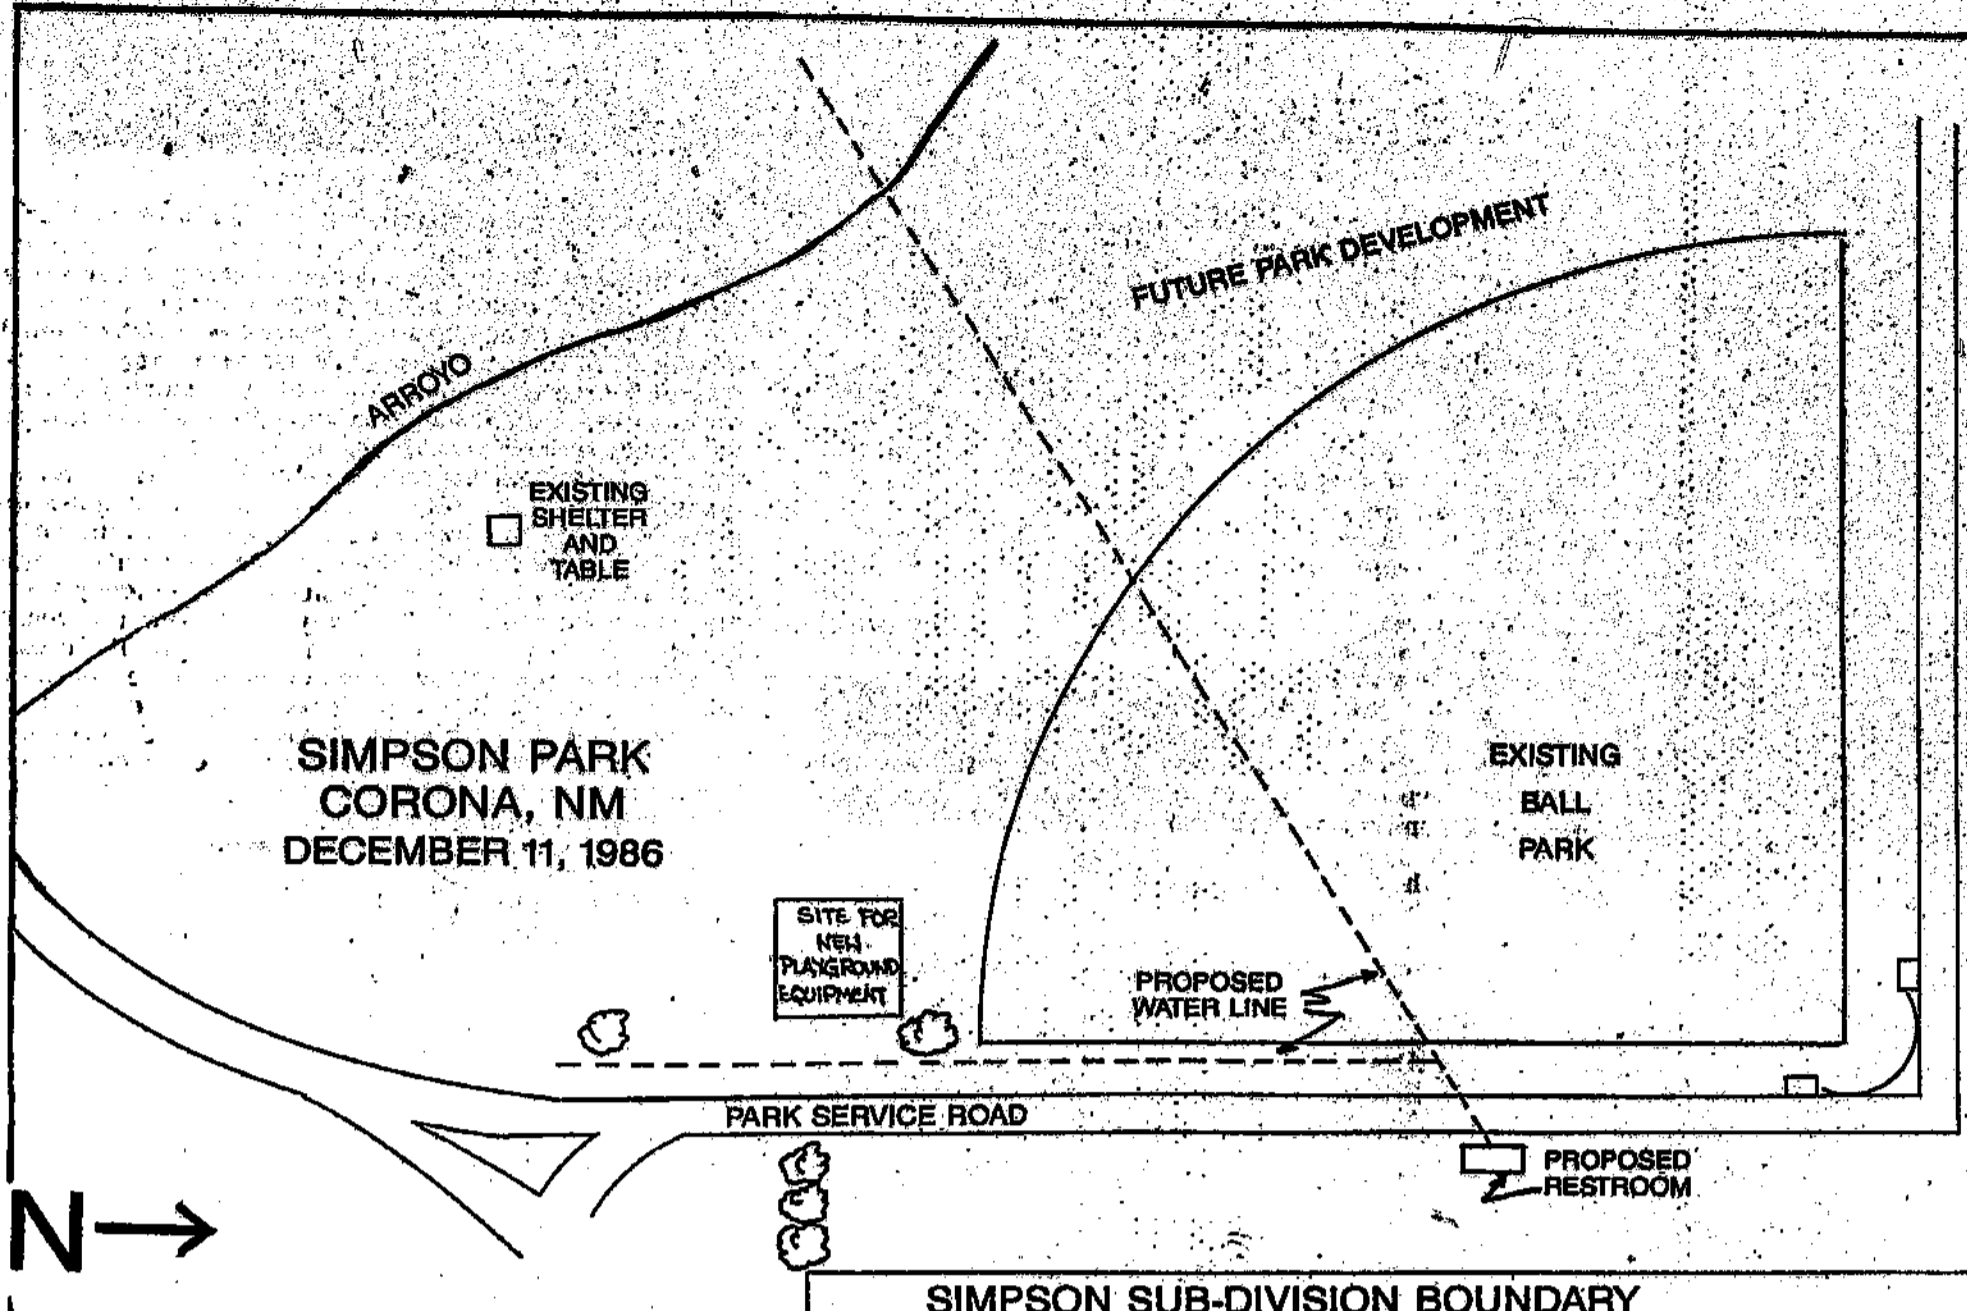 FUTURE PARK DEVELOPMENT
ARROYO
EXISTING
SHELTER
AND
TABLE
SIMPSON PARK
CORONA, NM
DECEMBER 11, 1986
EXISTING
BALL
PARK
SITE FOR
NEW
PLAYGROUND
EQUIPMENT
PROPOSED
WATER LINE
PARK SERVICE ROAD
PROPOSED
RESTROOM
N
SIMPSON SUB-DIVISION BOUNDARY